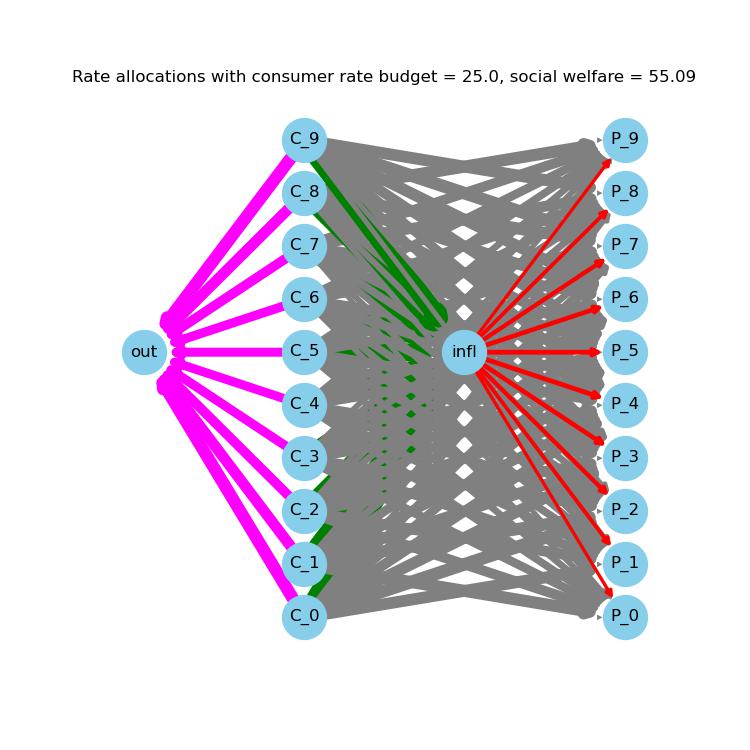 Rate allocations with consumer rate budget = 25.0, social welfare = 55.09
C_9
P_9
C_8
P_8
C_7
P_7
C_6
P_6
out
C_5
infl
P_5
C_4
P_4
C_3
P_3
C_2
P_2
C_1
P_1
C_0
P_0